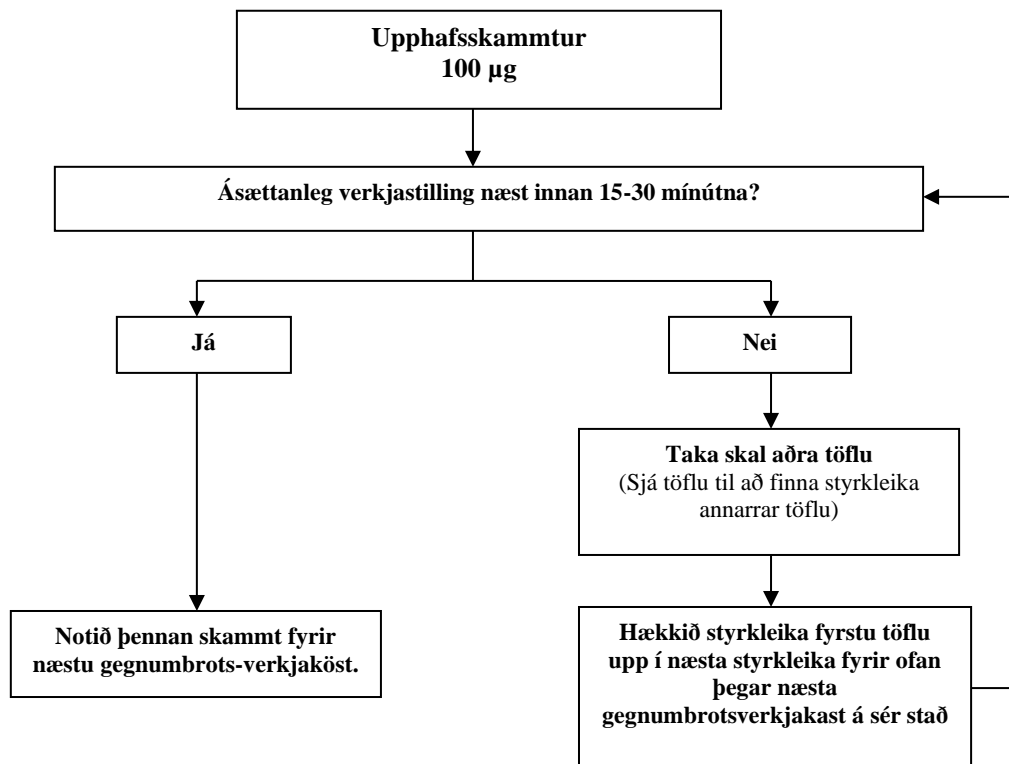 Upphafsskammtur
100 µg
Ásættanleg verkjastilling næst innan 15-30 mínútna?
Já
Nei
Taka skal aðra töflu
(Sjá töflu til að finna styrkleika
annarrar töflu)
Notið þennan skammt fyrir
næstu gegnumbrots-verkjaköst.
Hækkið styrkleika fyrstu töflu
upp í næsta styrkleika fyrir ofan
þegar næsta
gegnumbrotsverkjakast á sér stað